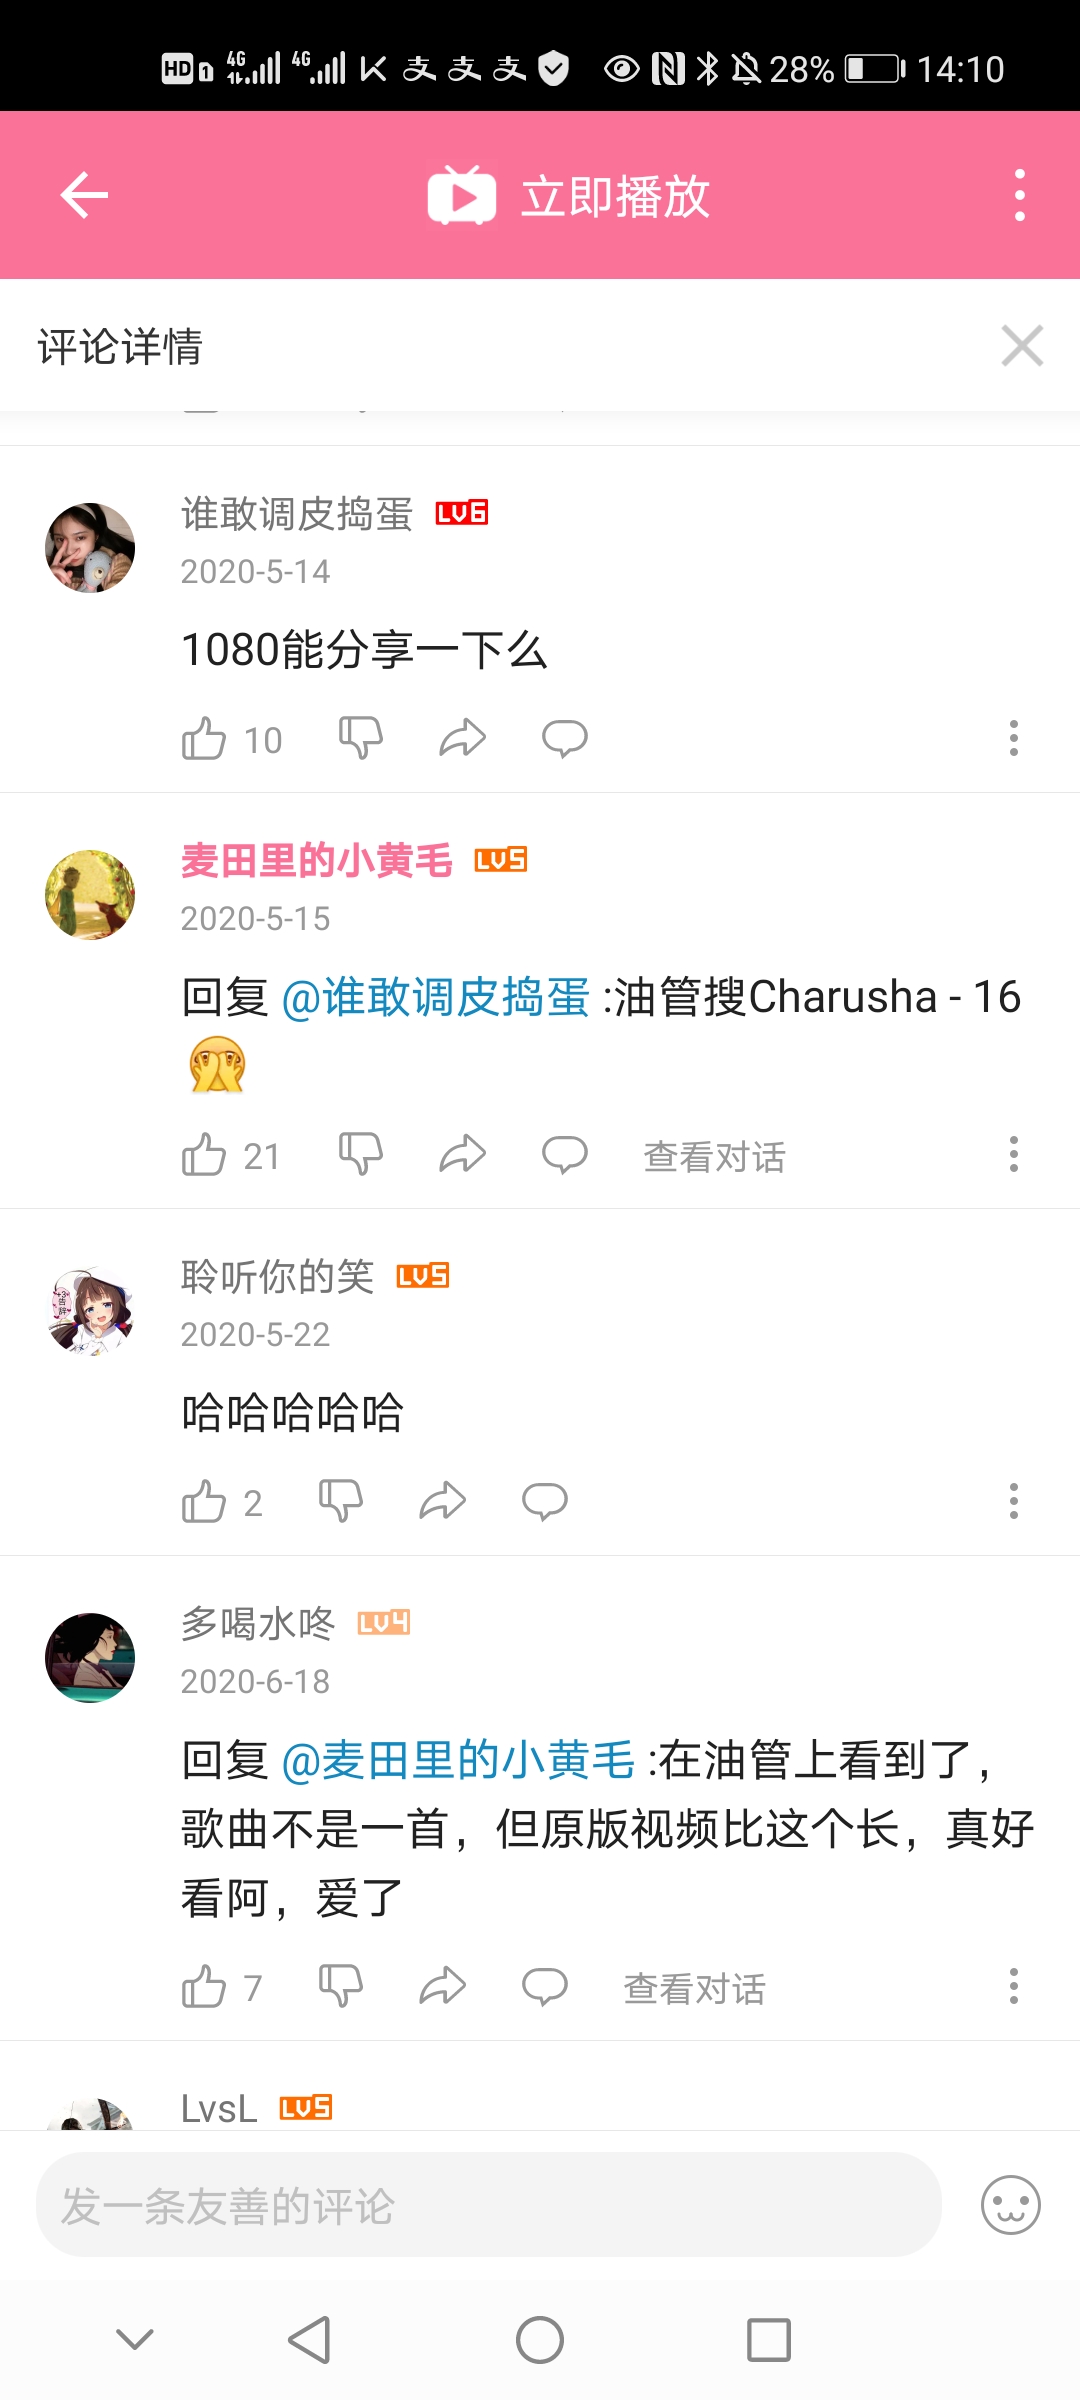 HD 1 4G 4G K 支 支 支 28% 14:10
立即播放
评论详情
谁敢调皮捣蛋 LV6
2020-5-14
1080能分享一下么
10
麦田里的小黄毛 LV5
2020-5-15
回复 @谁敢调皮捣蛋 :油管搜Charusha - 16
21 查看对话
聆听你的笑 LV5
2020-5-22
哈哈哈哈哈
2
多喝水咚 LV4
2020-6-18
回复 @麦田里的小黄毛 :在油管上看到了，
歌曲不是一首，但原版视频比这个长，真好
看阿，爱了
7 查看对话
LvsL LV5
发一条友善的评论